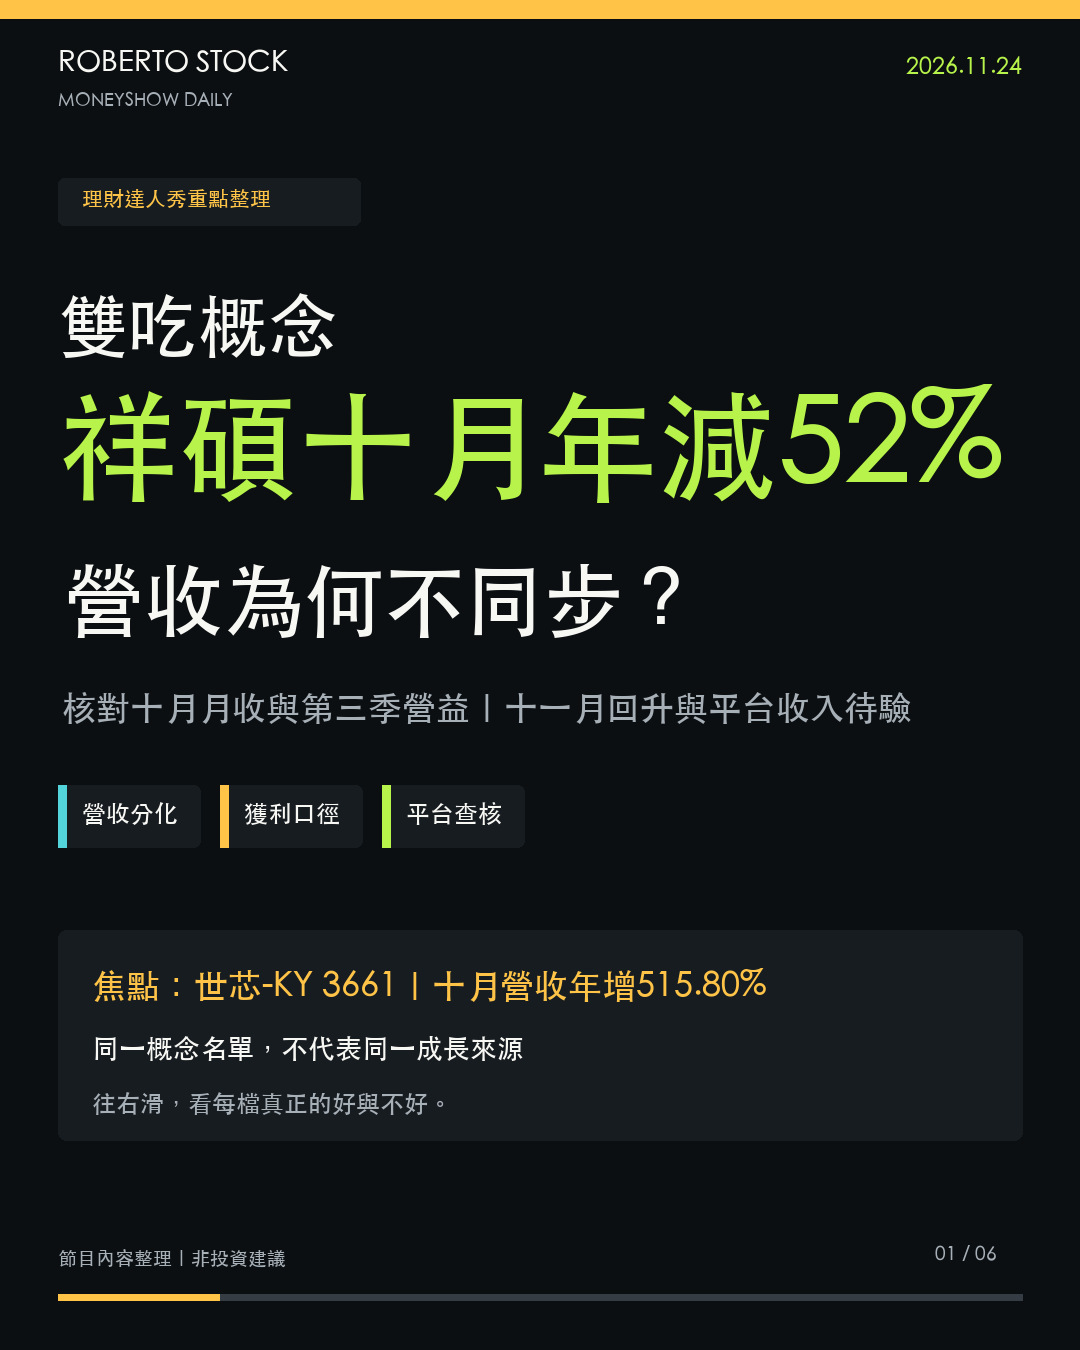 ROBERTO STOCK
2026.11.24
MONEYSHOW DAILY
理財達人秀重點整理
雙吃概念
祥碩十月年減52%
營收為何不同步？
核對十月月收與第三季營益｜十一月回升與平台收入待驗
營收分化
獲利口徑
平台查核
焦點：世芯-KY 3661｜十月營收年增515.80%
同一概念名單，不代表同一成長來源
往右滑，看每檔真正的好與不好。
節目內容整理｜非投資建議
01 / 06